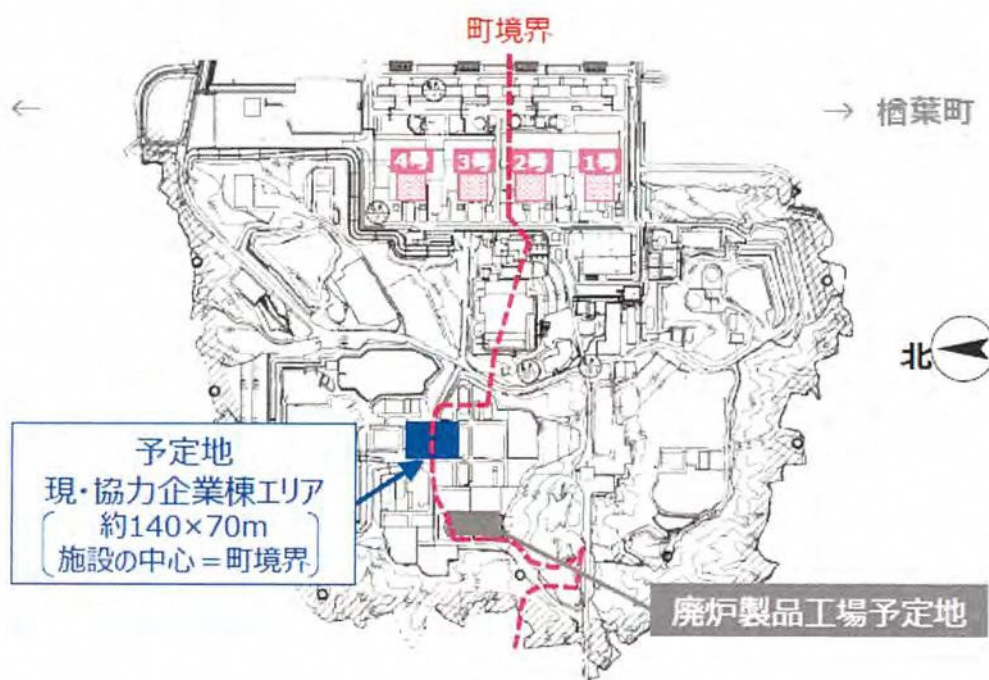 町境界
← → 楢葉町
4号 3号 2号 1号
北
予定地
現・協力企業棟エリア
約140×70m
施設の中心=町境界
廃炉製品工場予定地